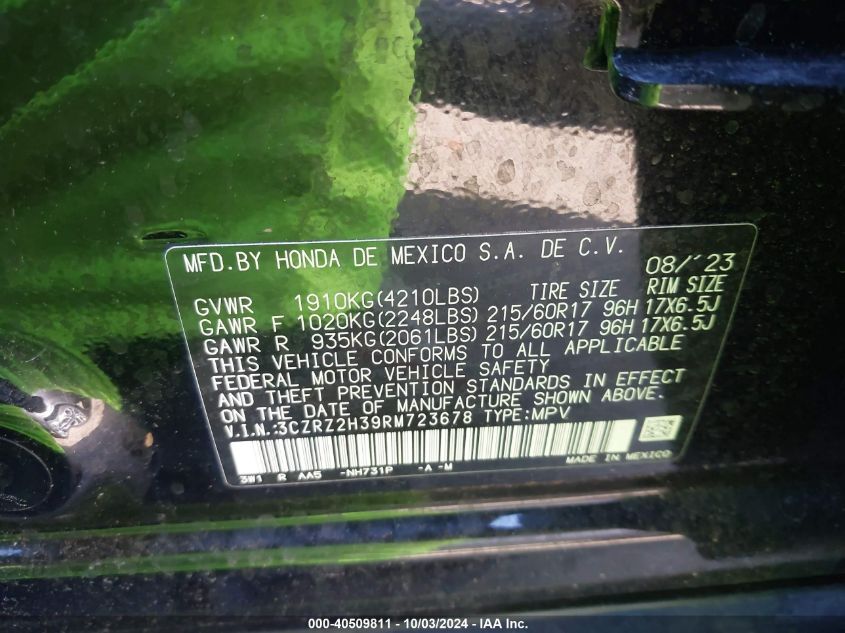 MFD.BY HONDA DE MEXICO S.A. DE C.V. 08/'23
TIRE SIZE RIM SIZE
GVWR 1910KG(4210LBS)
GAWR F 1020KG(2248LBS) 215/60R17 96H 17X6.5J
GAWR R 935KG(2061LBS) 215/60R17 96H 17X6.5J
THIS VEHICLE CONFORMS TO ALL APPLICABLE
FEDERAL MOTOR VEHICLE SAFETY
AND THEFT PREVENTION STANDARDS IN EFFECT
ON THE DATE OF MANUFACTURE SHOWN ABOVE.
V.I.N.:3CZRZ2H39RM723678 TYPE:MPV
3W1 R AA5 -NH731P -A -M MADE IN MEXICO
000-40509811 - 10/03/2024 - IAA Inc.